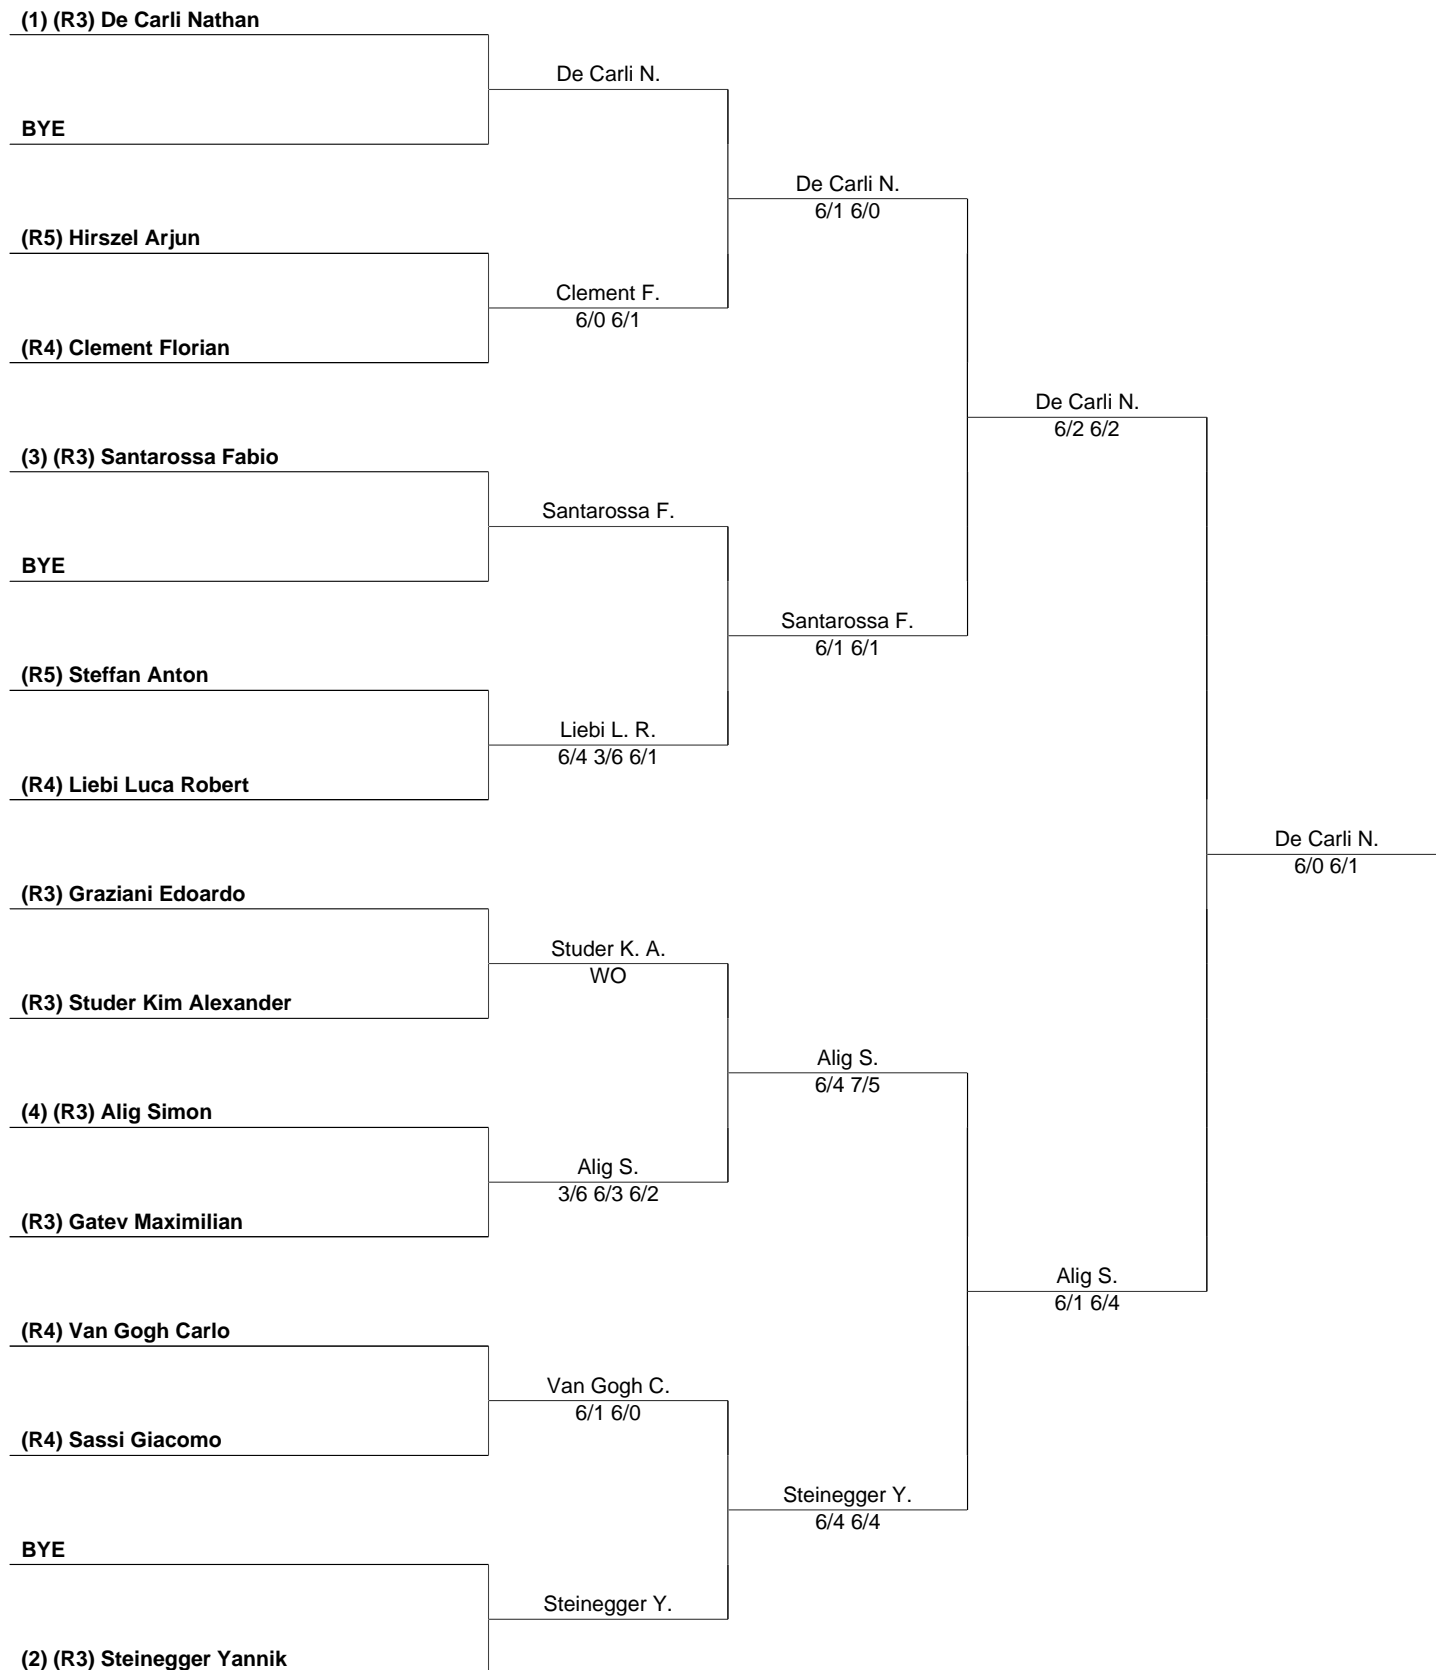 (1) (R3) De Carli Nathan
De Carli N.
BYE
De Carli N.
6/1 6/0
(R5) Hirszel Arjun
Clement F.
6/0 6/1
(R4) Clement Florian
De Carli N.
6/2 6/2
(3) (R3) Santarossa Fabio
Santarossa F.
BYE
Santarossa F.
6/1 6/1
(R5) Steffan Anton
Liebi L. R.
6/4 3/6 6/1
(R4) Liebi Luca Robert
De Carli N.
6/0 6/1
(R3) Graziani Edoardo
Studer K. A.
WO
(R3) Studer Kim Alexander
Alig S.
6/4 7/5
(4) (R3) Alig Simon
Alig S.
3/6 6/3 6/2
(R3) Gatev Maximilian
Alig S.
6/1 6/4
(R4) Van Gogh Carlo
Van Gogh C.
6/1 6/0
(R4) Sassi Giacomo
Steinegger Y.
6/4 6/4
BYE
Steinegger Y.
(2) (R3) Steinegger Yannik